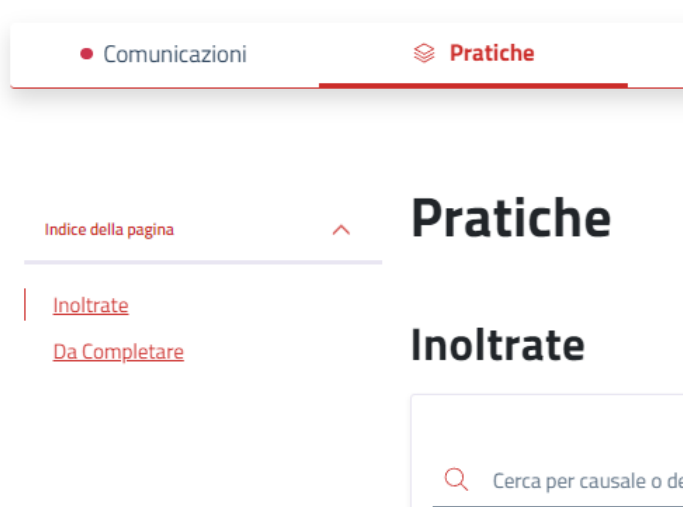 Comunicazioni
Pratiche
Indice della pagina
Inoltrate
Da Completare
Pratiche
Inoltrate
Cerca per causale o de